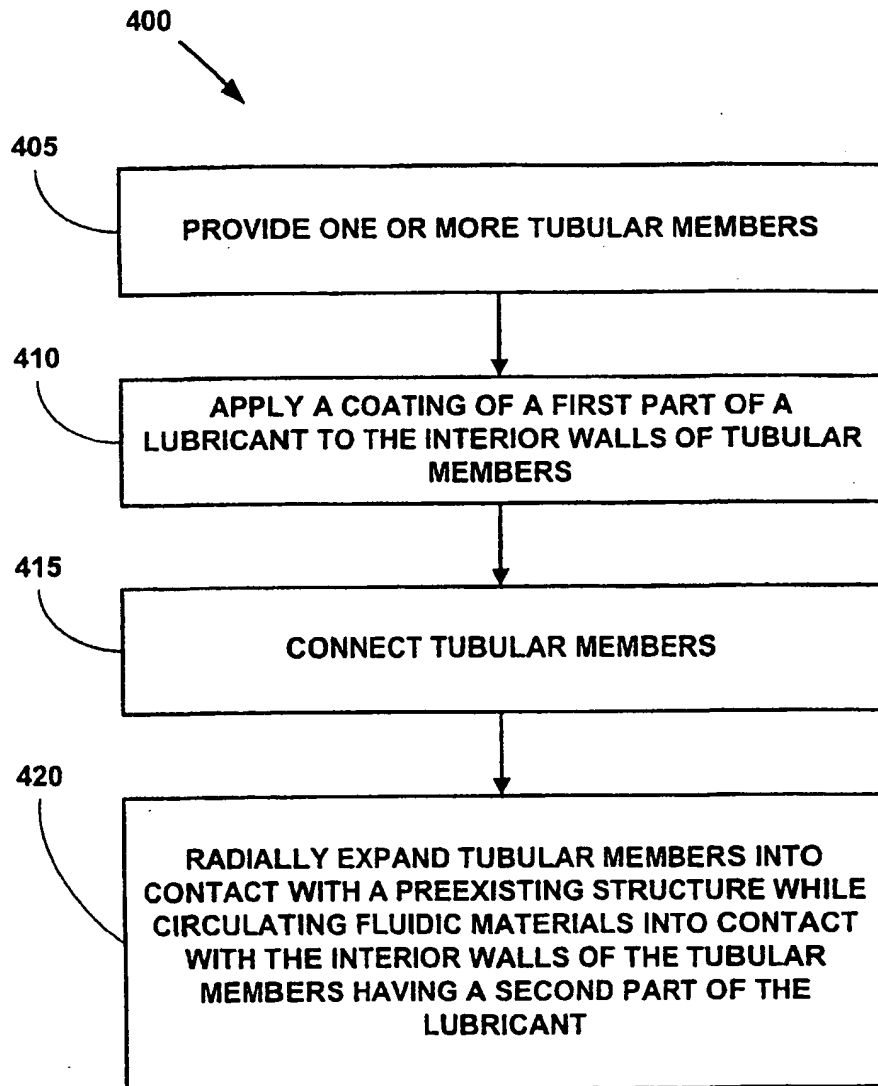 400
405
PROVIDE ONE OR MORE TUBULAR MEMBERS
410
APPLY A COATING OF A FIRST PART OF A
LUBRICANT TO THE INTERIOR WALLS OF TUBULAR
MEMBERS
415
CONNECT TUBULAR MEMBERS
420
RADIALLY EXPAND TUBULAR MEMBERS INTO
CONTACT WITH A PREEXISTING STRUCTURE WHILE
CIRCULATING FLUIDIC MATERIALS INTO CONTACT
WITH THE INTERIOR WALLS OF THE TUBULAR
MEMBERS HAVING A SECOND PART OF THE
LUBRICANT